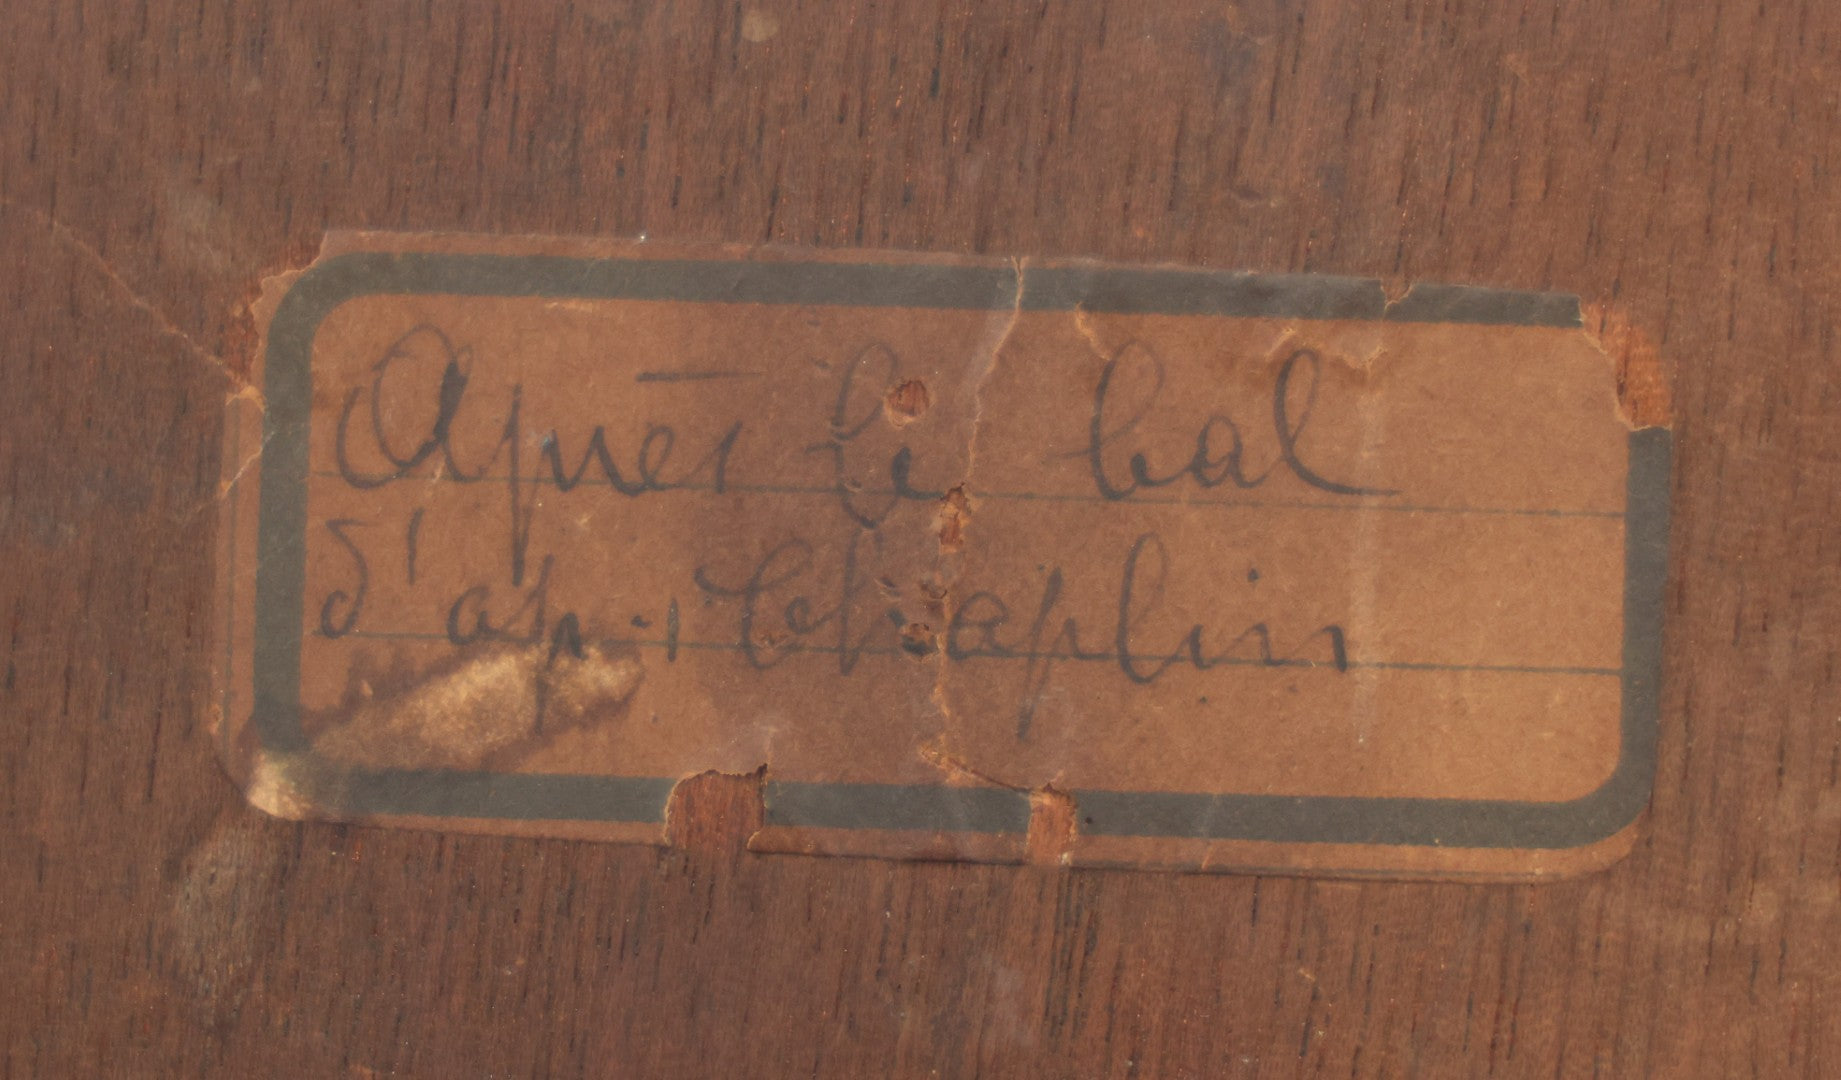 Après le bal
d'ap. Chaplin